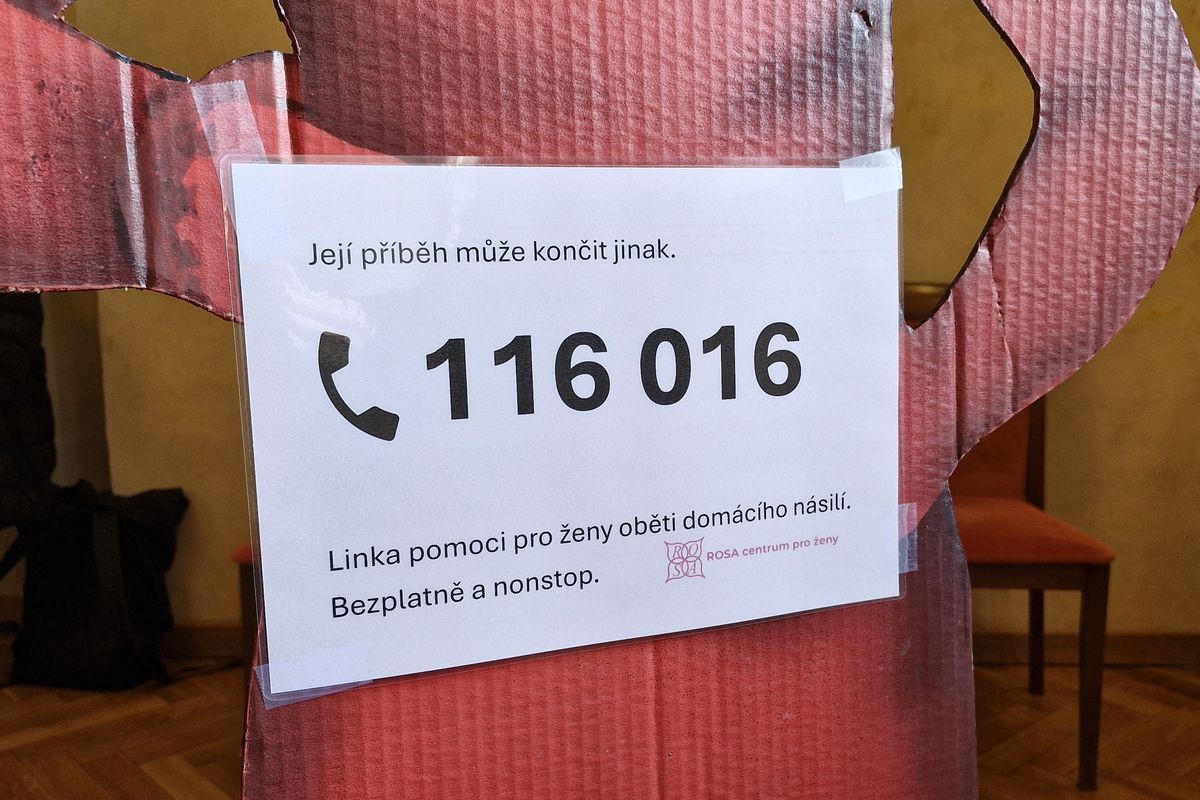 Její příběh může končit jinak.
116 016
Linka pomoci pro ženy oběti domácího násilí.
Bezplatně a nonstop.
ROSA
ROSA centrum pro ženy